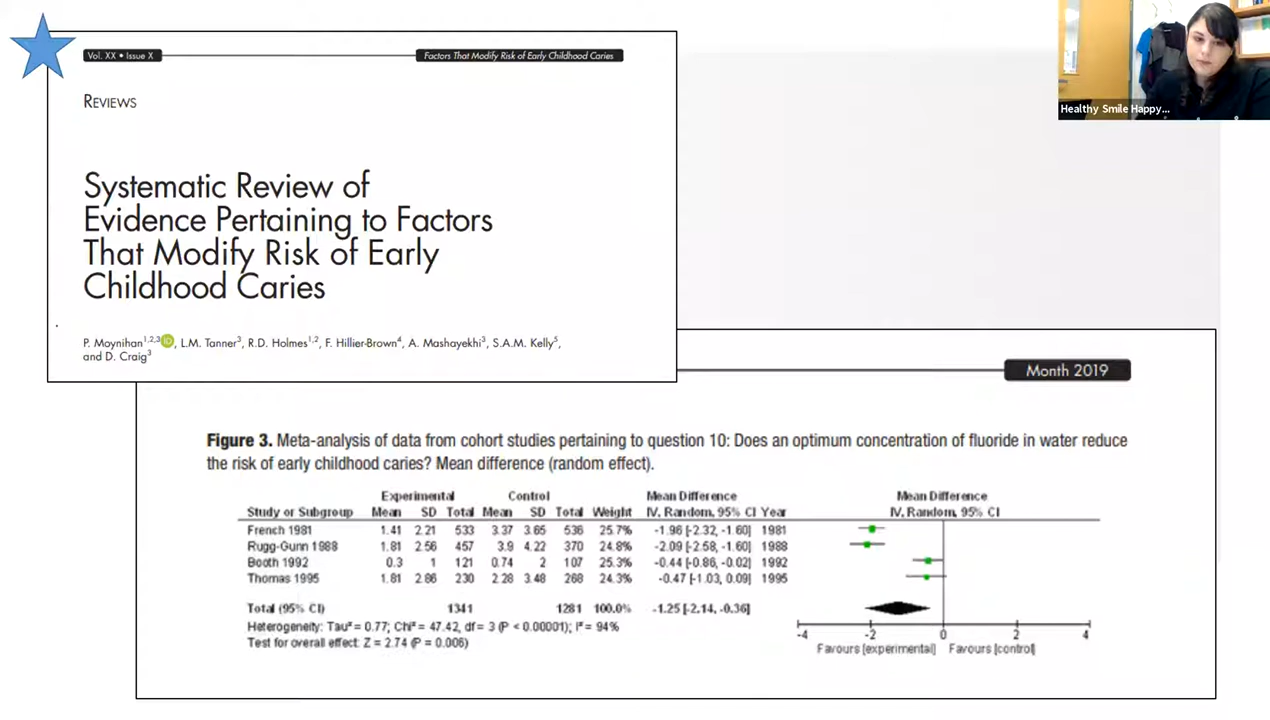 Vol. XX • Issue X
Factors That Modify Risk of Early Childhood Caries
Healthy Smile Happy...
REVIEWS
Systematic Review of
Evidence Pertaining to Factors
That Modify Risk of Early
Childhood Caries
P. Moynihan1,2,3 iD, L.M. Tanner3, R.D. Holmes1,2, F. Hillier-Brown4, A. Mashayekhi3, S.A.M. Kelly5,
and D. Craig3
Month 2019
Figure 3. Meta-analysis of data from cohort studies pertaining to question 10: Does an optimum concentration of fluoride in water reduce
the risk of early childhood caries? Mean difference (random effect).
Experimental Control Mean Difference Mean Difference
Study or Subgroup Mean SD Total Mean SD Total Weight IV, Random, 95% CI Year IV, Random, 95% CI
French 1981 1.41 2.21 533 3.37 3.65 536 25.7% -1.96 [-2.32, -1.60] 1981
Rugg-Gunn 1988 1.81 2.56 457 3.9 4.22 370 24.8% -2.09 [-2.58, -1.60] 1988
Booth 1992 0.3 1 121 0.74 2 107 25.3% -0.44 [-0.86, -0.02] 1992
Thomas 1995 1.81 2.86 230 2.28 3.48 268 24.3% -0.47 [-1.03, 0.09] 1995
Total (95% CI) 1341 1281 100.0% -1.25 [-2.14, -0.36]
Heterogeneity: Tau² = 0.77; Chi² = 47.42, df = 3 (P < 0.00001); I² = 94%
Test for overall effect: Z = 2.74 (P = 0.006)
-4 -2 0 2 4
Favours [experimental] Favours [control]